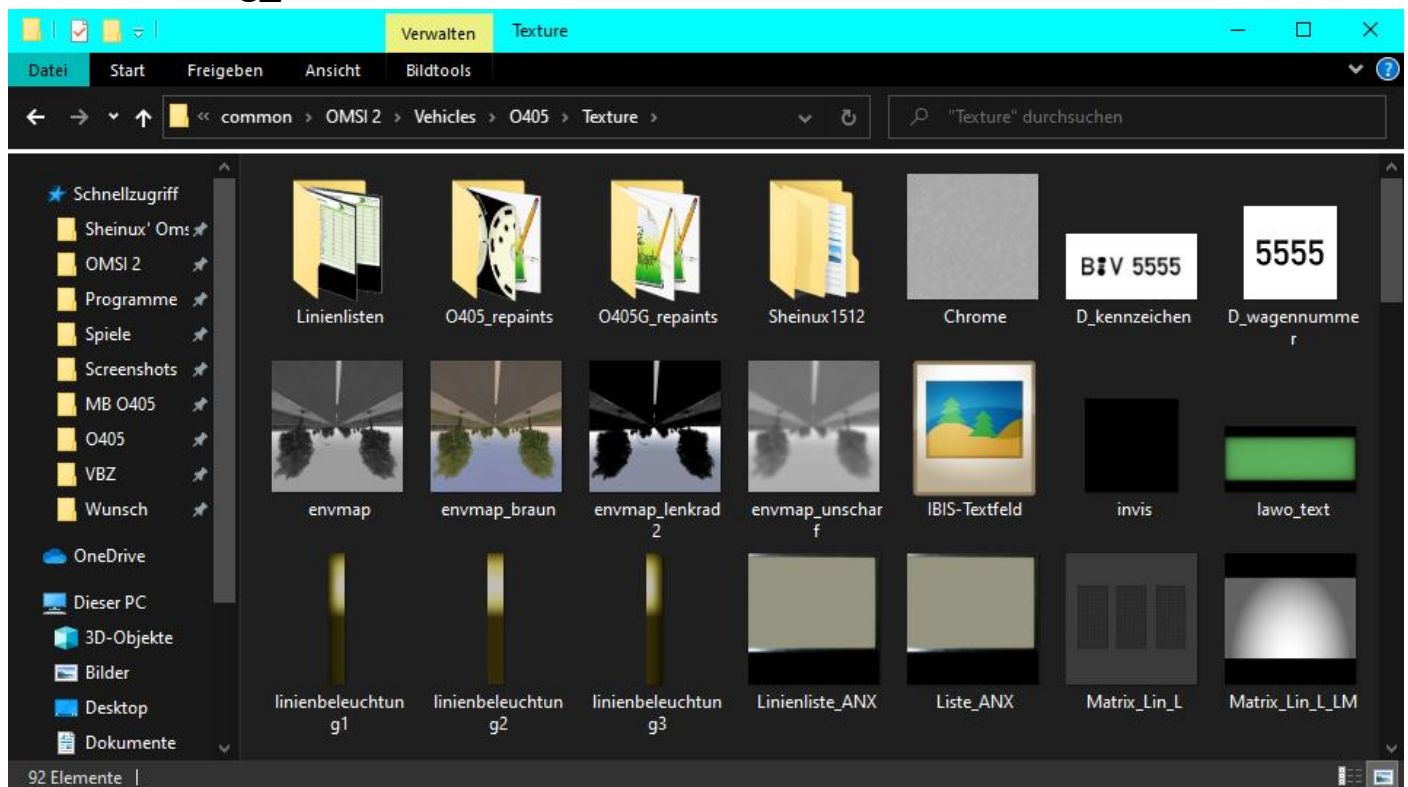 Verwalten
Texture
Datei
Start
Freigeben
Ansicht
Bildtools
« common › OMSI 2 › Vehicles › O405 › Texture ›
"Texture" durchsuchen
Schnellzugriff
Sheinux' Oms
OMSI 2
Programme
Spiele
Screenshots
MB O405
O405
VBZ
Wunsch
OneDrive
Dieser PC
3D-Objekte
Bilder
Desktop
Dokumente
B V 5555
5555
Linienlisten
O405_repaints
O405G_repaints
Sheinux1512
Chrome
D_kennzeichen
D_wagennumme
r
envmap
envmap_braun
envmap_lenkrad
2
envmap_unschar
f
IBIS-Textfeld
invis
lawo_text
linienbeleuchtun
g1
linienbeleuchtun
g2
linienbeleuchtun
g3
Linienliste_ANX
Liste_ANX
Matrix_Lin_L
Matrix_Lin_L_LM
92 Elemente